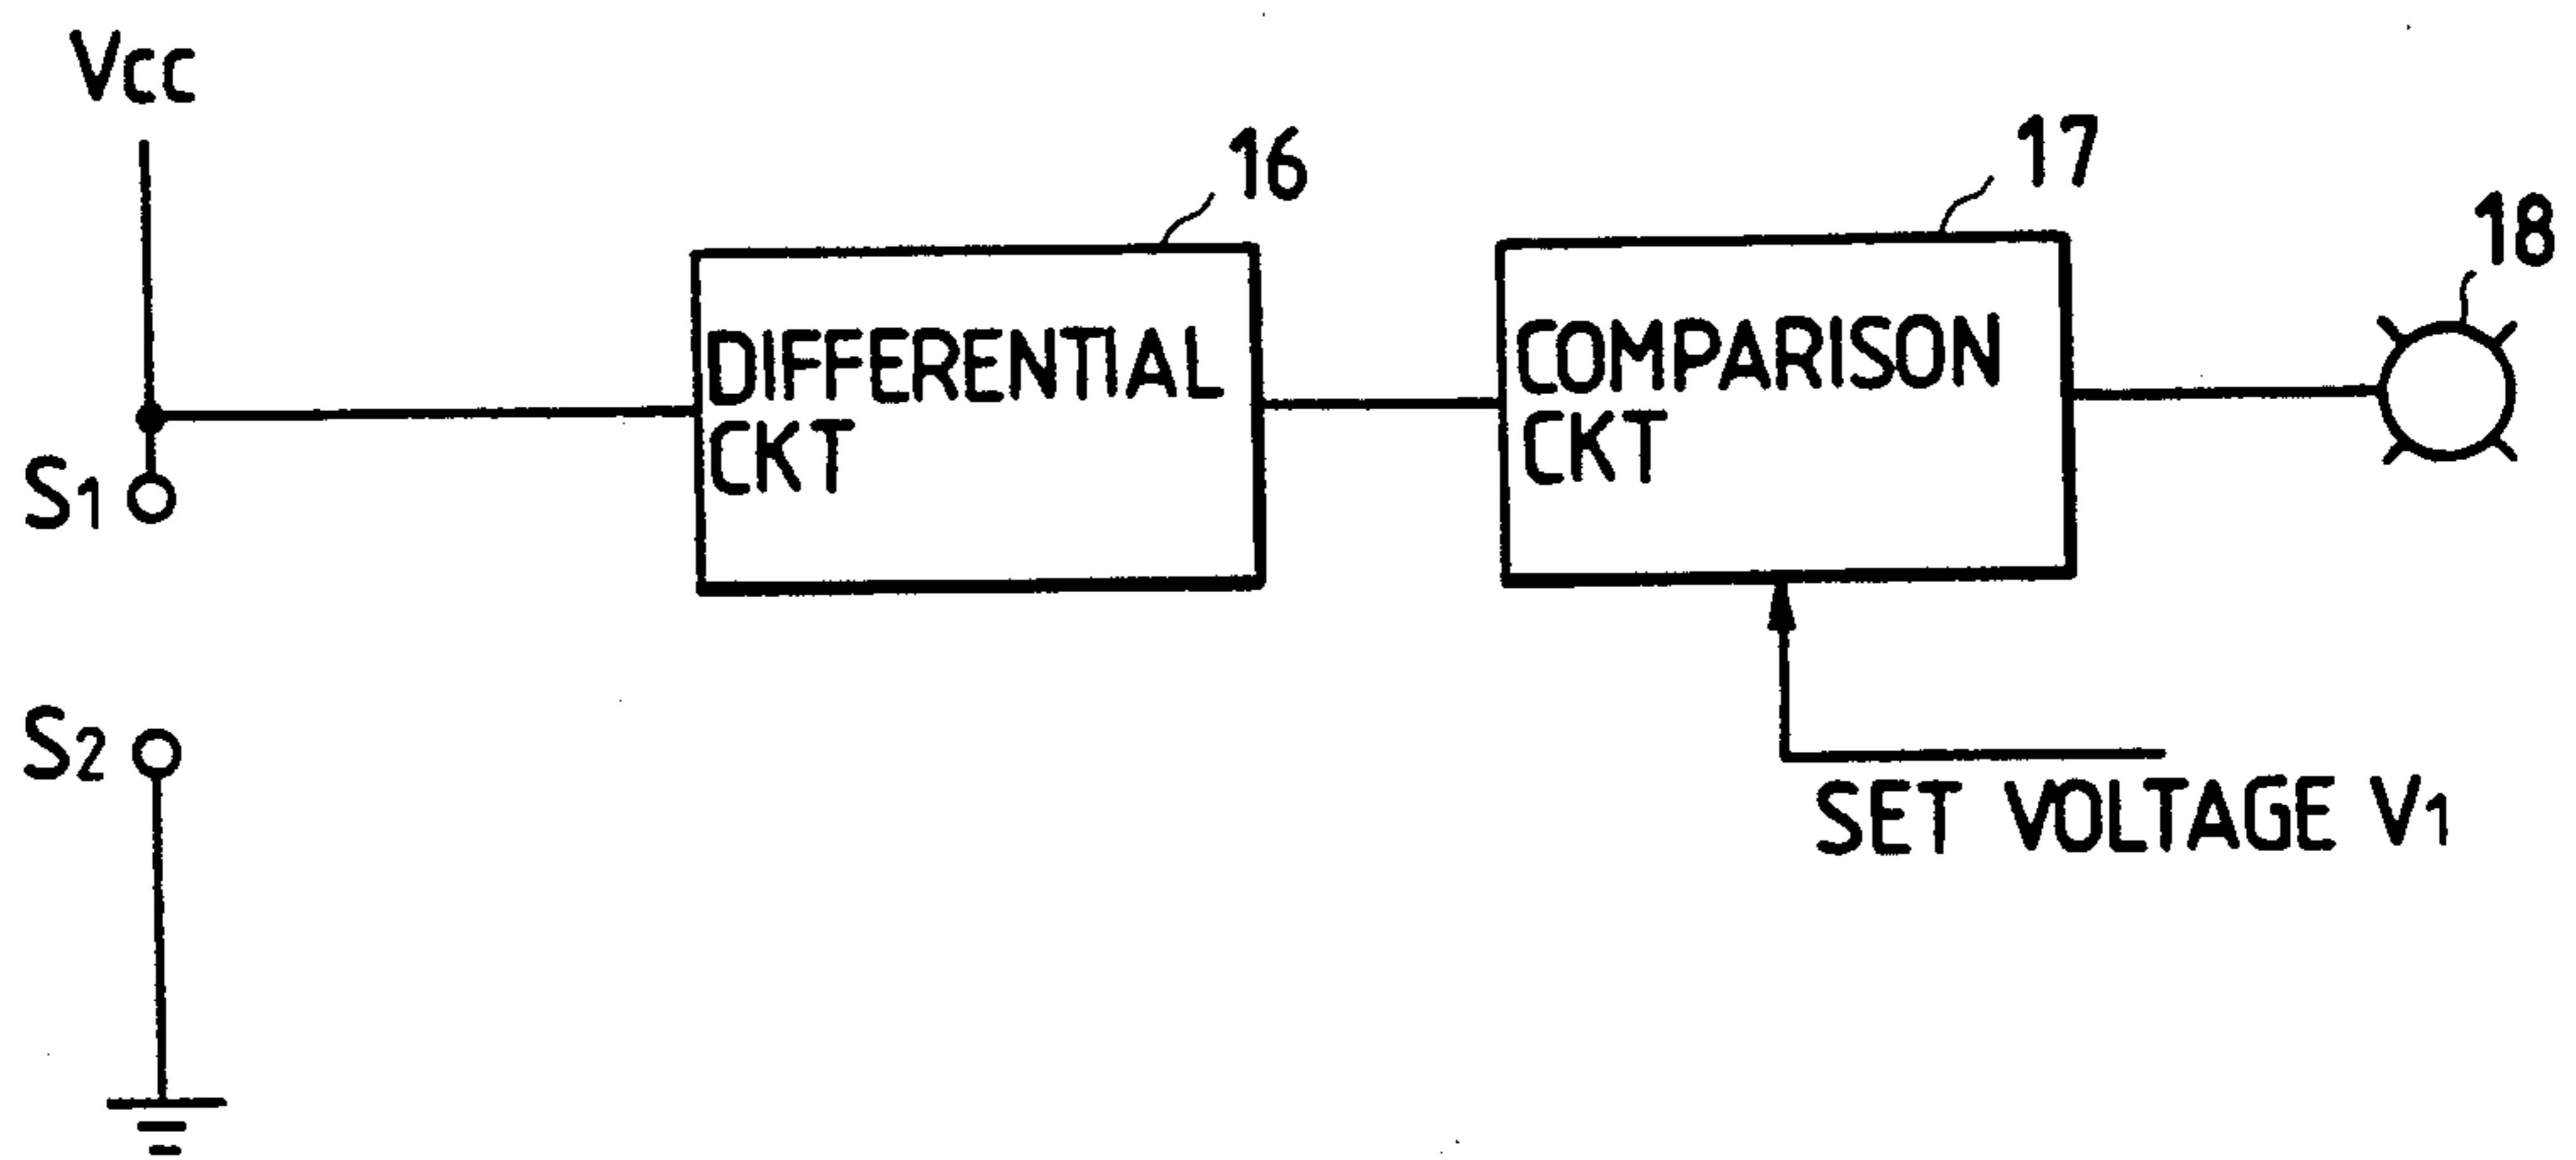 Vcc
16
17
18
DIFFERENTIAL
CKT
COMPARISON
CKT
S1
S2
SET VOLTAGE V1